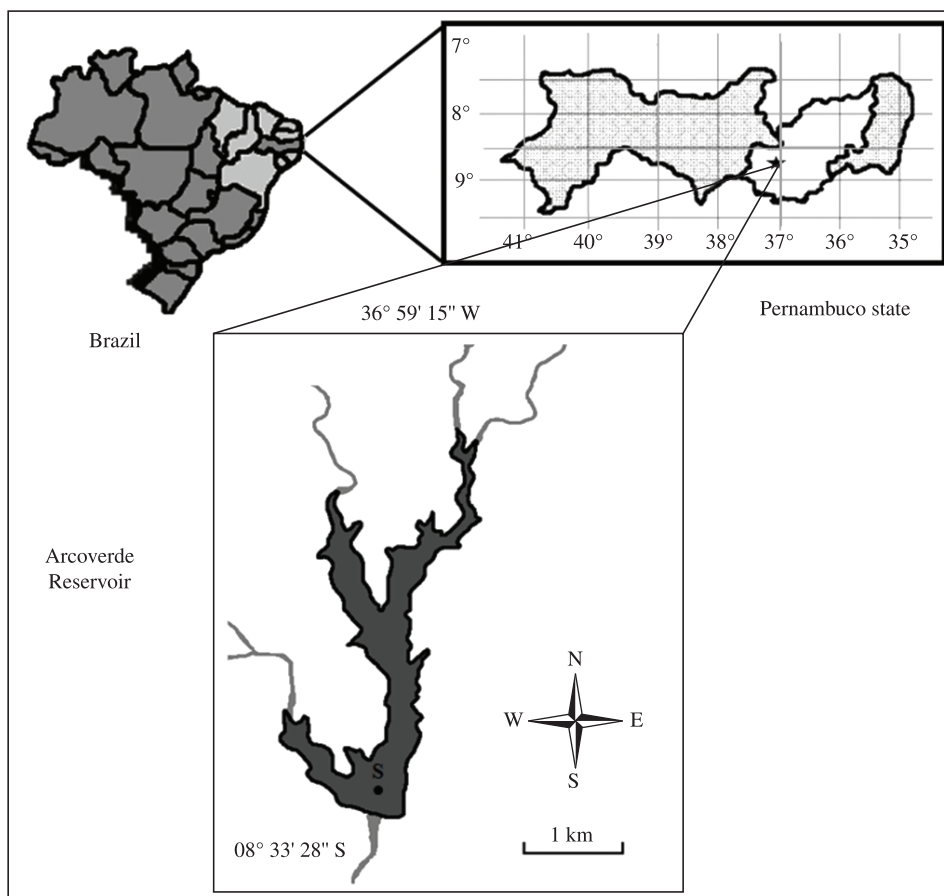 7°
8°
9°
41° 40° 39° 38° 37° 36° 35°
Brazil
36° 59' 15" W
Pernambuco state
Arcoverde
Reservoir
N
W E
S
S
08° 33' 28" S
1 km